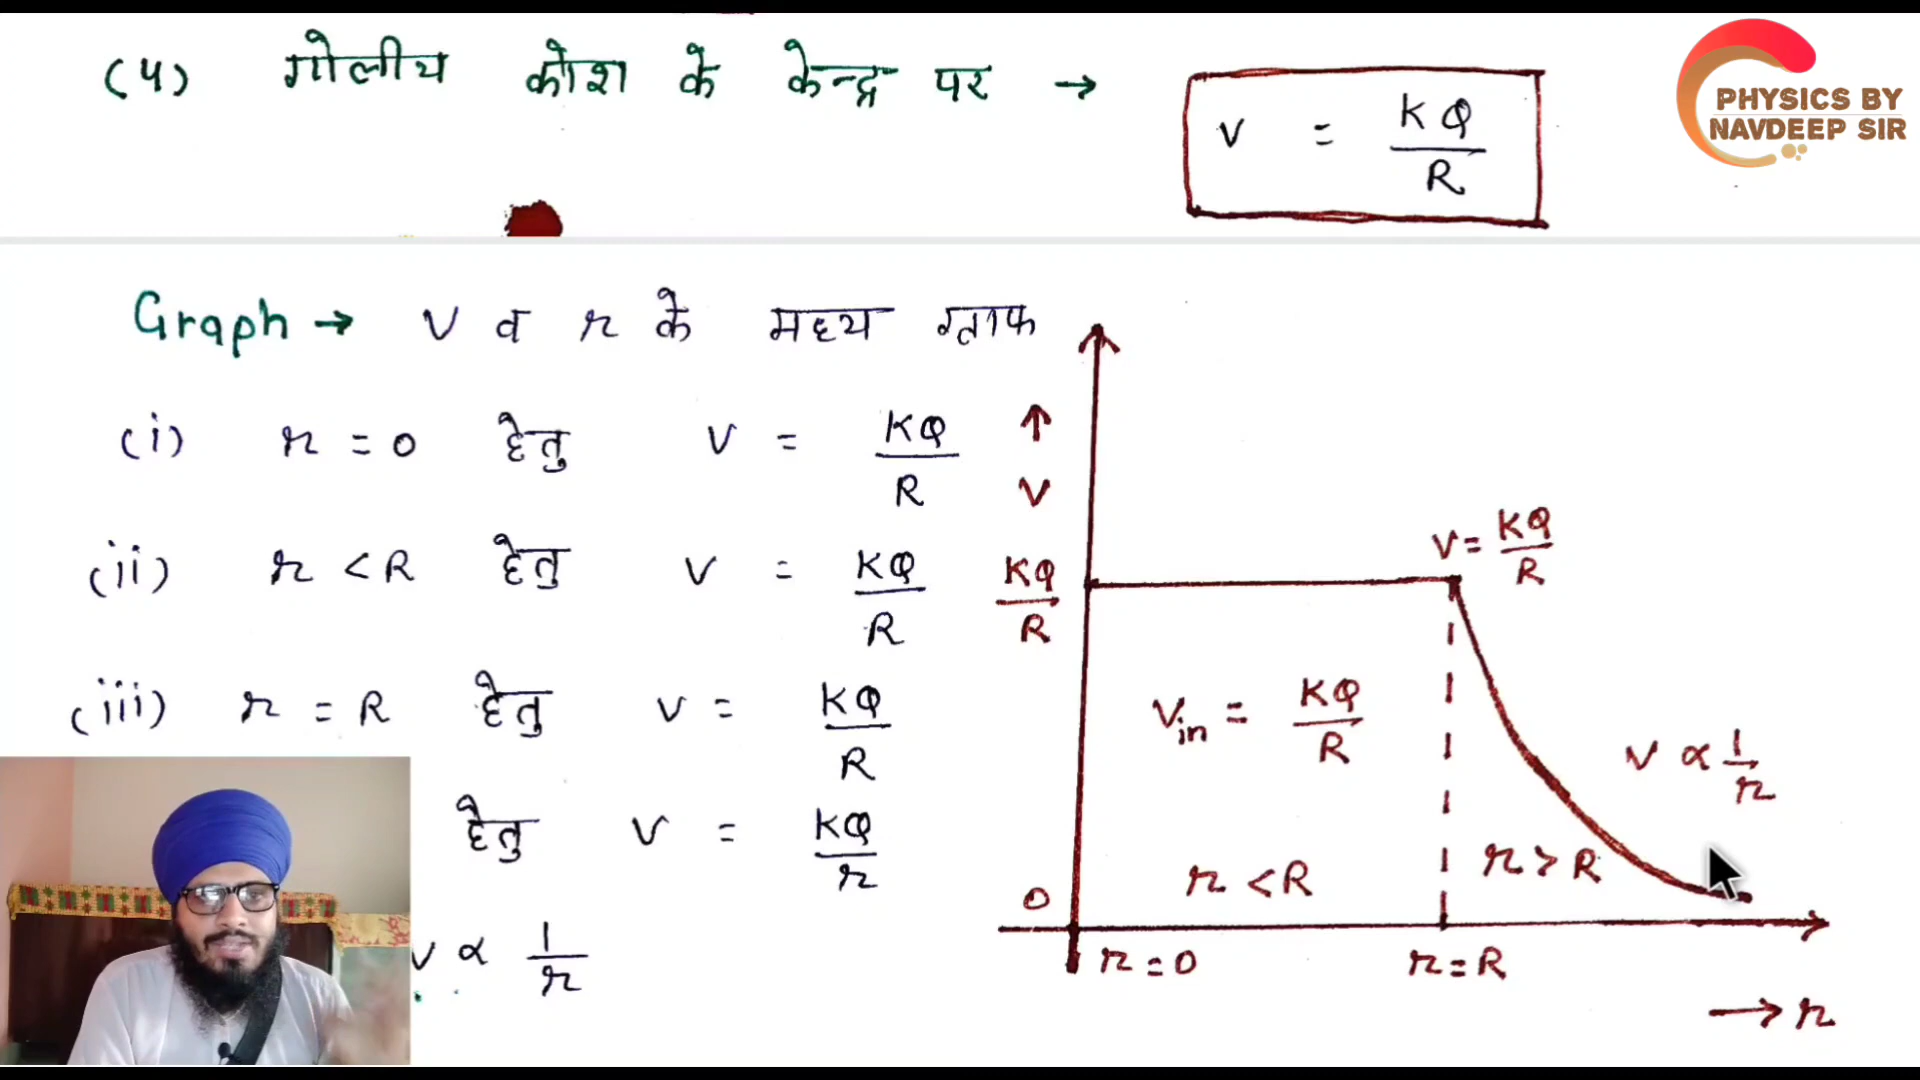 (4) गोलीय कोश के केन्द्र पर → V = KQ/R
PHYSICS BY
NAVDEEP SIR
Graph → V व r के मध्य ग्राफ
(i) r = 0 हेतु V = KQ/R
(ii) r < R हेतु V = KQ/R
(iii) r = R हेतु V = KQ/R
हेतु V = KQ/r
V ∝ 1/r
↑
V
KQ/R
V = KQ/R
Vin = KQ/R
V ∝ 1/r
r < R
r > R
0
r = 0
r = R
→ r